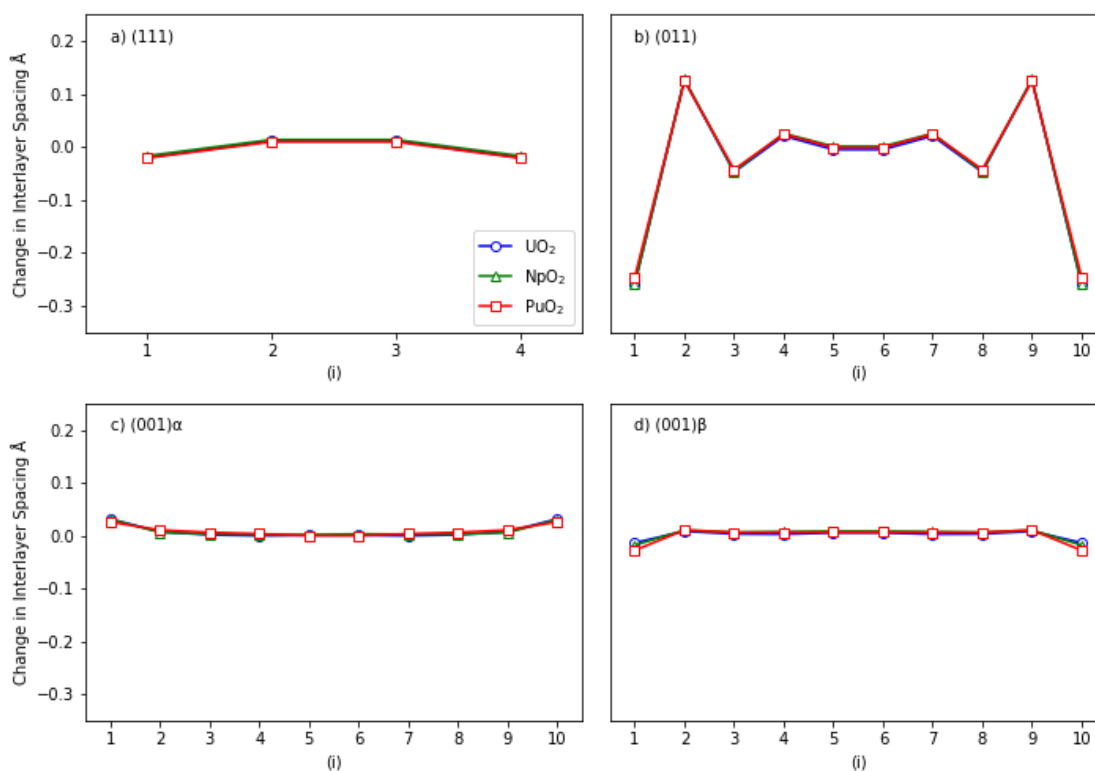 a) (111)
0.2
0.1
0.0
−0.1
−0.2
−0.3
Change in Interlayer Spacing Å
UO₂
NpO₂
PuO₂
1 2 3 4
(i)
b) (011)
1 2 3 4 5 6 7 8 9 10
(i)
c) (001)α
0.2
0.1
0.0
−0.1
−0.2
−0.3
Change in Interlayer Spacing Å
1 2 3 4 5 6 7 8 9 10
(i)
d) (001)β
1 2 3 4 5 6 7 8 9 10
(i)